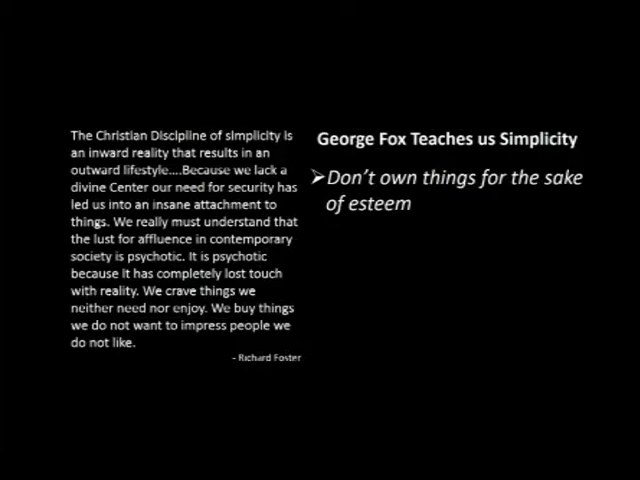 The Christian Discipline of simplicity is
an inward reality that results in an
outward lifestyle....Because we lack a
divine Center our need for security has
led us into an insane attachment to
things. We really must understand that
the lust for affluence in contemporary
society is psychotic. It is psychotic
because it has completely lost touch
with reality. We crave things we
neither need nor enjoy. We buy things
we do not want to impress people we
do not like.
- Richard Foster
George Fox Teaches us Simplicity
➢Don't own things for the sake
of esteem